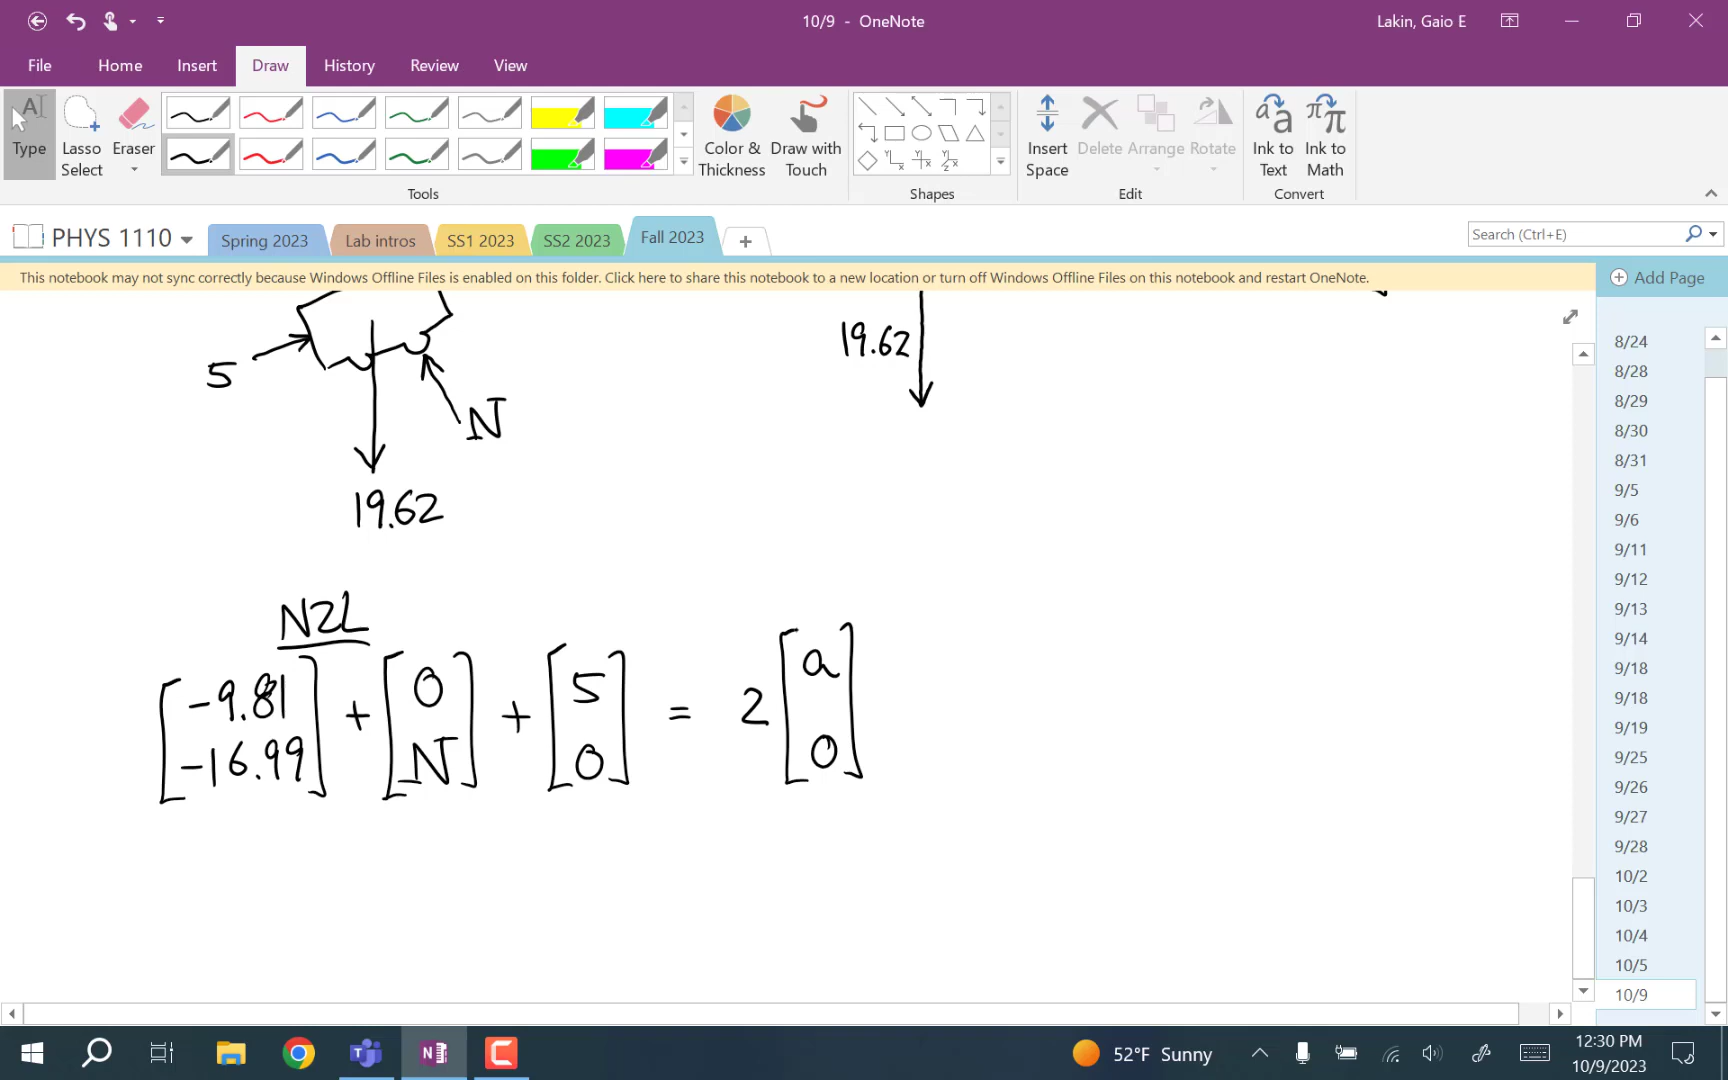 10/9 - OneNote
Lakin, Gaio E
File Home Insert Draw History Review View
Type
Lasso Select
Eraser
Color & Thickness
Draw with Touch
Insert Space
Delete
Arrange
Rotate
Ink to Text
Ink to Math
Tools
Shapes
Edit
Convert
PHYS 1110
Spring 2023
Lab intros
SS1 2023
SS2 2023
Fall 2023
Search (Ctrl+E)
This notebook may not sync correctly because Windows Offline Files is enabled on this folder. Click here to share this notebook to a new location or turn off Windows Offline Files on this notebook and restart OneNote.
Add Page
8/24
8/28
8/29
8/30
8/31
9/5
9/6
9/11
9/12
9/13
9/14
9/18
9/18
9/19
9/25
9/26
9/27
9/28
10/2
10/3
10/4
10/5
10/9
5
N
19.62
19.62
N2L
[-9.81 -16.99] + [0 N] + [5 0] = 2 [a 0]
52°F Sunny
12:30 PM
10/9/2023